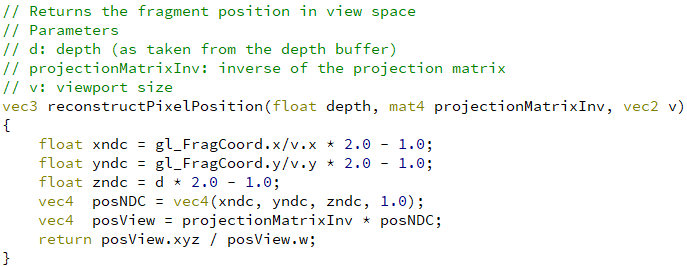 // Returns the fragment position in view space
// Parameters
// d: depth (as taken from the depth buffer)
// projectionMatrixInv: inverse of the projection matrix
// v: viewport size
vec3 reconstructPixelPosition(float depth, mat4 projectionMatrixInv, vec2 v)
{
    float xndc = gl_FragCoord.x/v.x * 2.0 - 1.0;
    float yndc = gl_FragCoord.y/v.y * 2.0 - 1.0;
    float zndc = d * 2.0 - 1.0;
    vec4  posNDC = vec4(xndc, yndc, zndc, 1.0);
    vec4  posView = projectionMatrixInv * posNDC;
    return posView.xyz / posView.w;
}